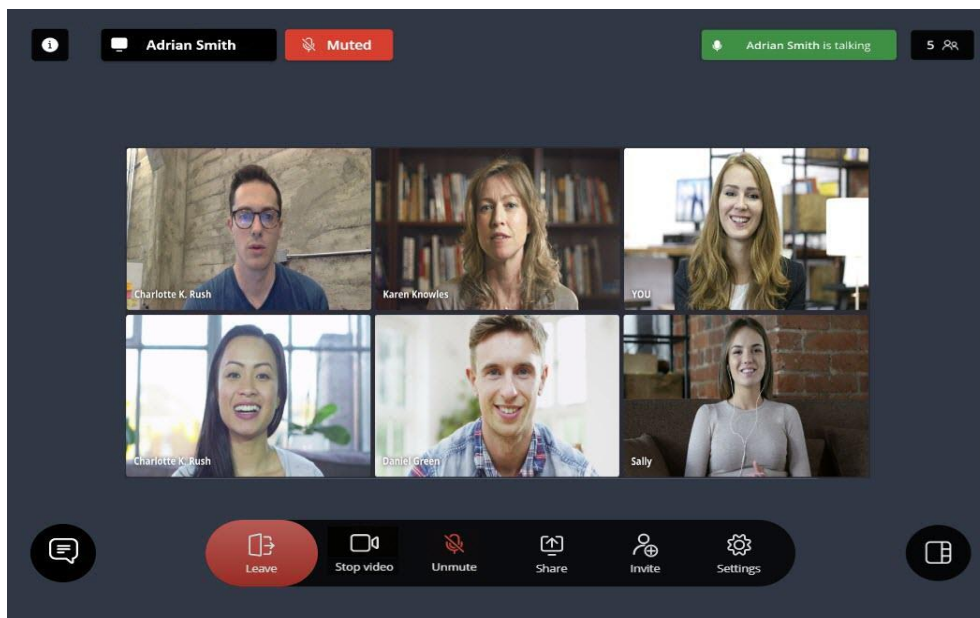 Adrian Smith
Muted
Adrian Smith is talking
5
Charlotte K. Rush
Karen Knowles
YOU
Charlotte K. Rush
Daniel Green
Sally
Leave
Stop video
Unmute
Share
Invite
Settings